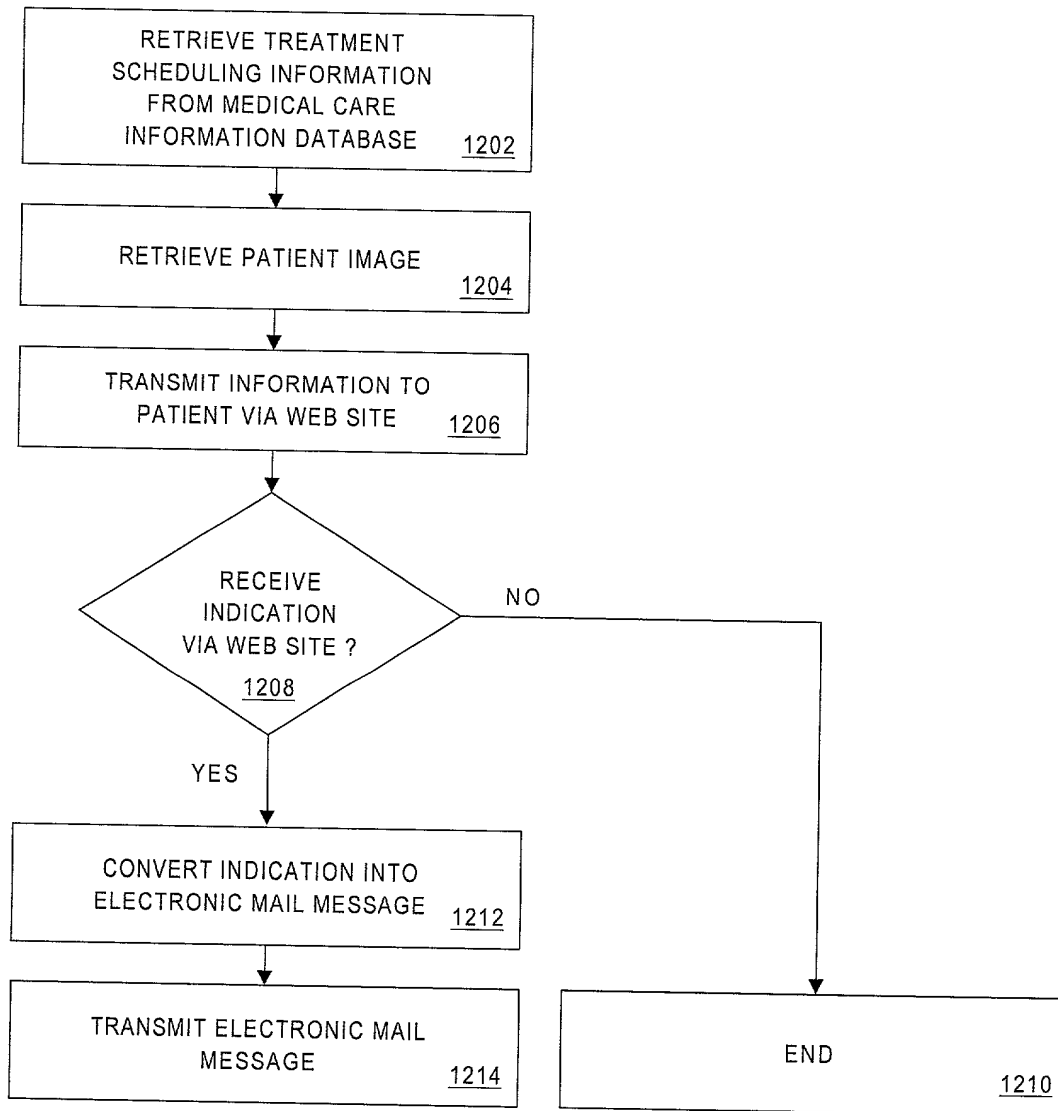 RETRIEVE TREATMENT
SCHEDULING INFORMATION
FROM MEDICAL CARE
INFORMATION DATABASE
1202
RETRIEVE PATIENT IMAGE
1204
TRANSMIT INFORMATION TO
PATIENT VIA WEB SITE
1206
RECEIVE
INDICATION
VIA WEB SITE ?
1208
NO
YES
CONVERT INDICATION INTO
ELECTRONIC MAIL MESSAGE
1212
TRANSMIT ELECTRONIC MAIL
MESSAGE
1214
END
1210